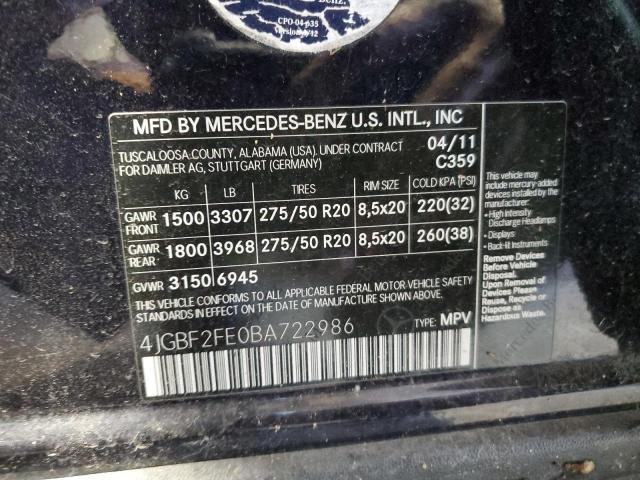 CPO-04-635
MFD BY MERCEDES-BENZ U.S. INTL., INC
TUSCALOOSA COUNTY, ALABAMA (USA). UNDER CONTRACT 04/11
FOR DAIMLER AG, STUTTGART (GERMANY) C359
KG LB TIRES RIM SIZE COLD KPA (PSI)
GAWR FRONT 1500 3307 275/50 R20 8,5x20 220(32)
GAWR REAR 1800 3968 275/50 R20 8,5x20 260(38)
GVWR 3150 6945
THIS VEHICLE CONFORMS TO ALL APPLICABLE FEDERAL MOTOR VEHICLE SAFETY
STANDARDS IN EFFECT ON THE DATE OF MANUFACTURE SHOWN ABOVE.
4JGBF2FE0BA722986 TYPE: MPV
This vehicle may
include mercury-added
devices installed by the
manufacturer:
• High Intensity
Discharge Headlamps
• Displays
• Back-lit Instruments
Remove Devices
Before Vehicle
Disposal.
Upon Removal of
Devices Please
Reuse, Recycle or
Dispose as
Hazardous Waste.